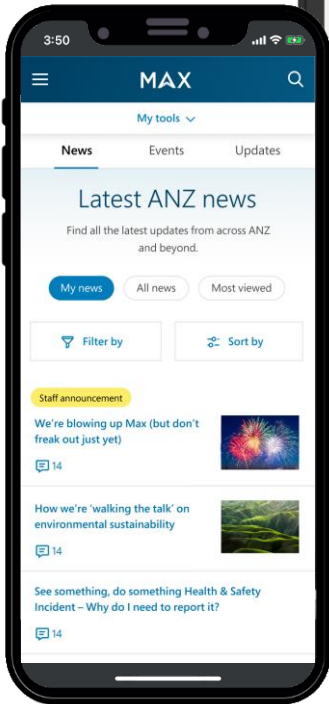 3:50
MAX
My tools
News Events Updates
Latest ANZ news
Find all the latest updates from across ANZ
and beyond.
My news All news Most viewed
Filter by Sort by
Staff announcement
We're blowing up Max (but don't
freak out just yet)
14
How we're 'walking the talk' on
environmental sustainability
14
See something, do something Health & Safety
Incident – Why do I need to report it?
14